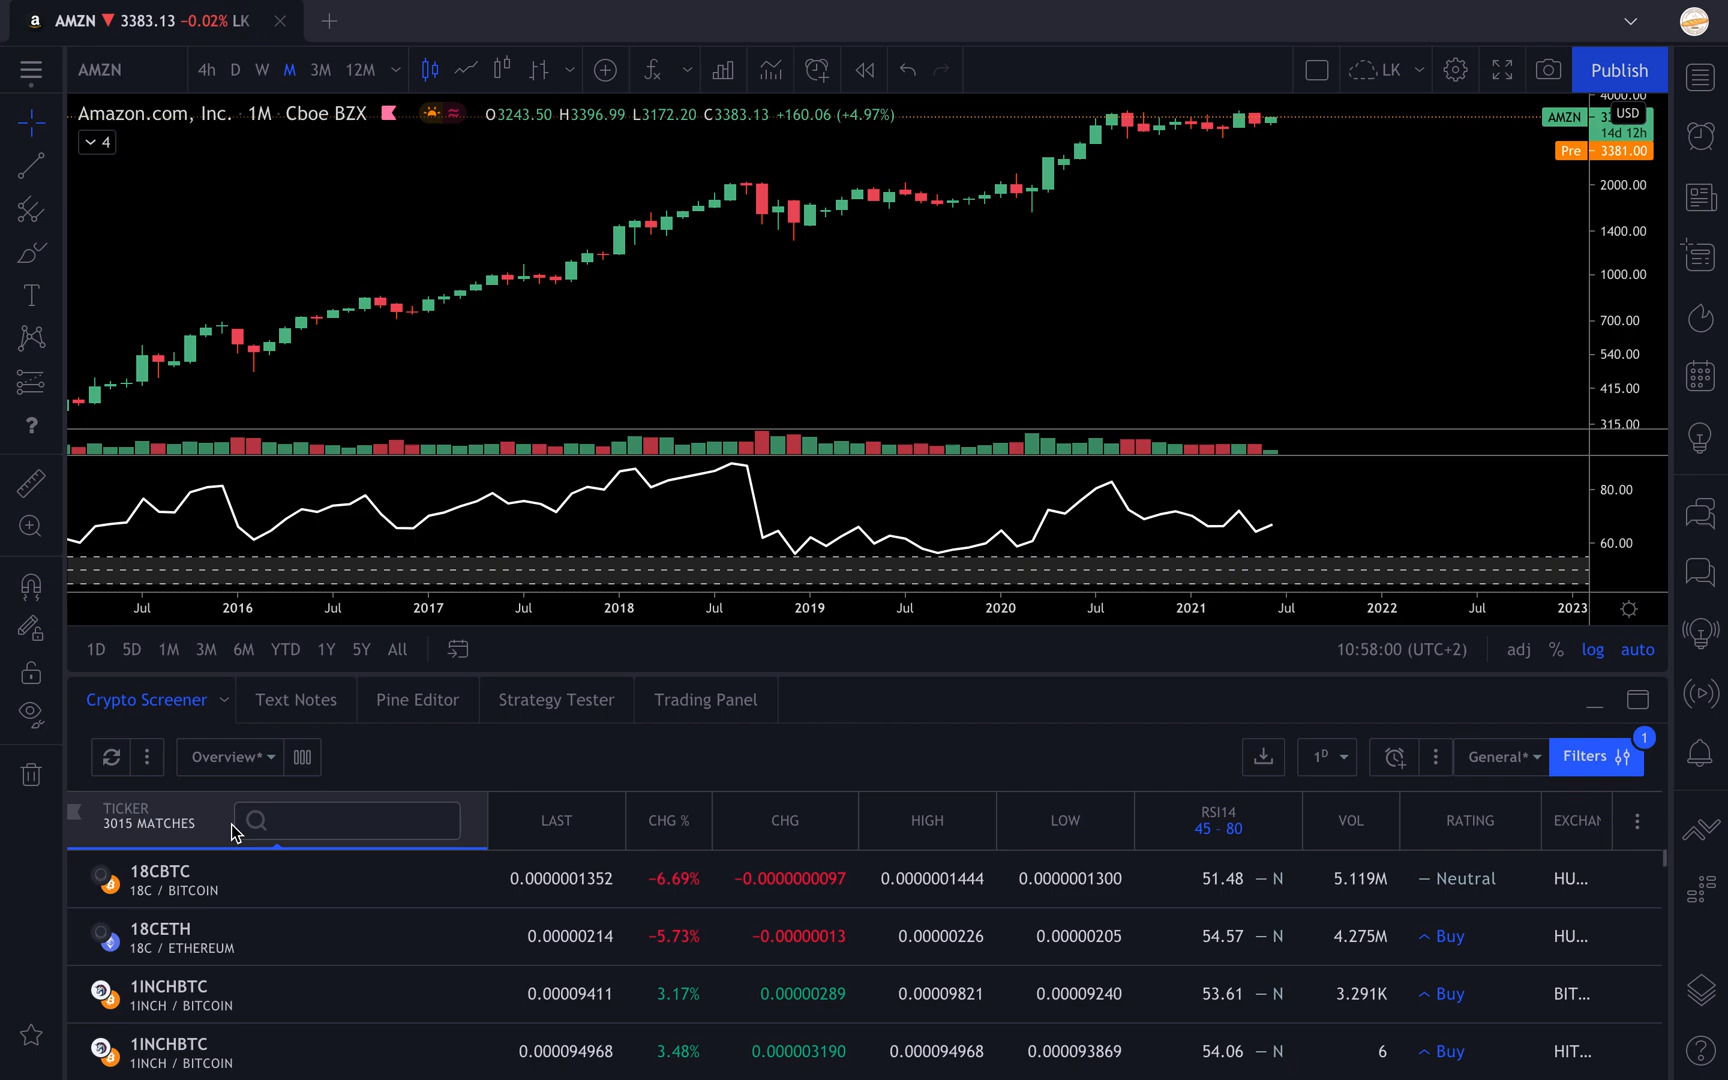 AMZN 3383.13 −0.02% LK
AMZN 4h D W M 3M 12M LK Publish
Amazon.com, Inc. · 1M · Cboe BZX O3243.50 H3396.99 L3172.20 C3383.13 +160.06 (+4.97%)
4
4000.00
AMZN USD
14d 12h
Pre 3381.00
2000.00
1400.00
1000.00
700.00
540.00
415.00
315.00
80.00
60.00
Jul 2016 Jul 2017 Jul 2018 Jul 2019 Jul 2020 Jul 2021 Jul 2022 Jul 2023
1D 5D 1M 3M 6M YTD 1Y 5Y All 10:58:00 (UTC+2) adj % log auto
Crypto Screener Text Notes Pine Editor Strategy Tester Trading Panel
Overview* 1D General* Filters 1
TICKER
3015 MATCHES
LAST CHG % CHG HIGH LOW RSI14 VOL RATING EXCHAN
45 - 80
18CBTC
18C / BITCOIN
0.0000001352 −6.69% −0.0000000097 0.0000001444 0.0000001300 51.48 — N 5.119M — Neutral HU...
18CETH
18C / ETHEREUM
0.00000214 −5.73% −0.00000013 0.00000226 0.00000205 54.57 — N 4.275M Buy HU...
1INCHBTC
1INCH / BITCOIN
0.00009411 3.17% 0.00000289 0.00009821 0.00009240 53.61 — N 3.291K Buy BIT...
1INCHBTC
1INCH / BITCOIN
0.000094968 3.48% 0.000003190 0.000094968 0.000093869 54.06 — N 6 Buy HIT...